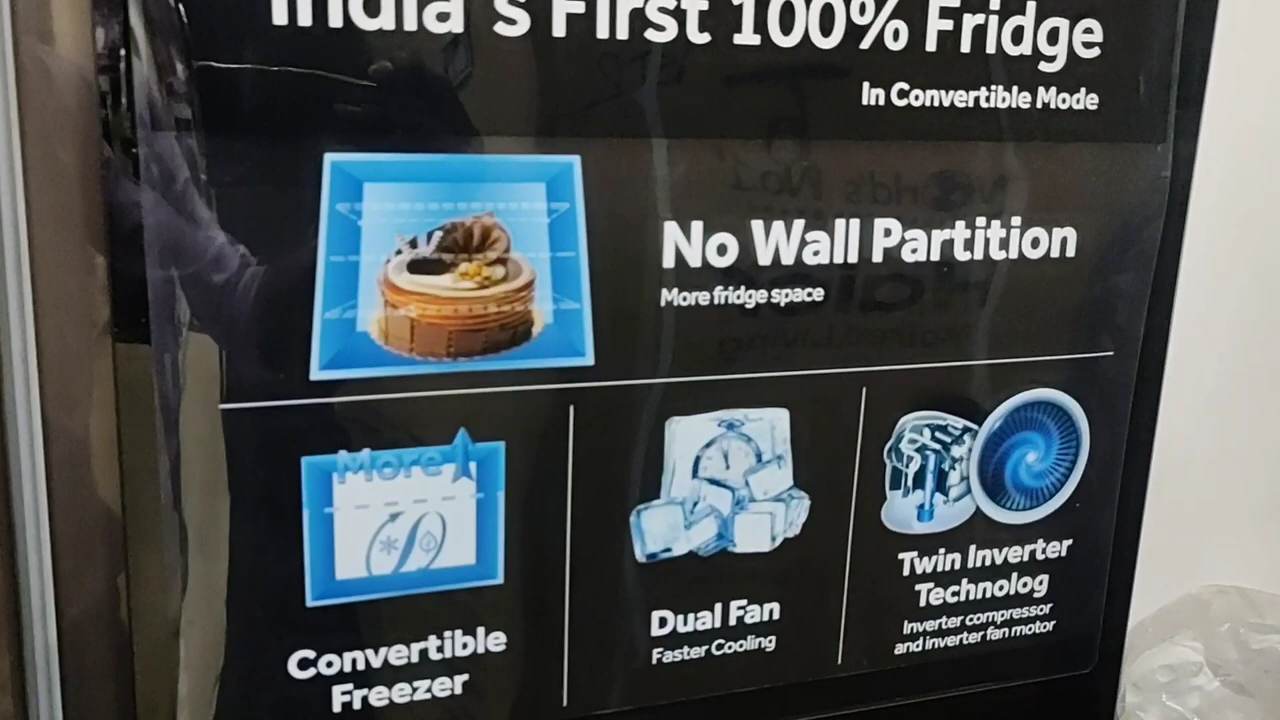 India's First 100% Fridge
In Convertible Mode
No Wall Partition
More fridge space
More
Convertible
Freezer
Dual Fan
Faster Cooling
Twin Inverter
Technolog
Inverter compressor
and inverter fan motor